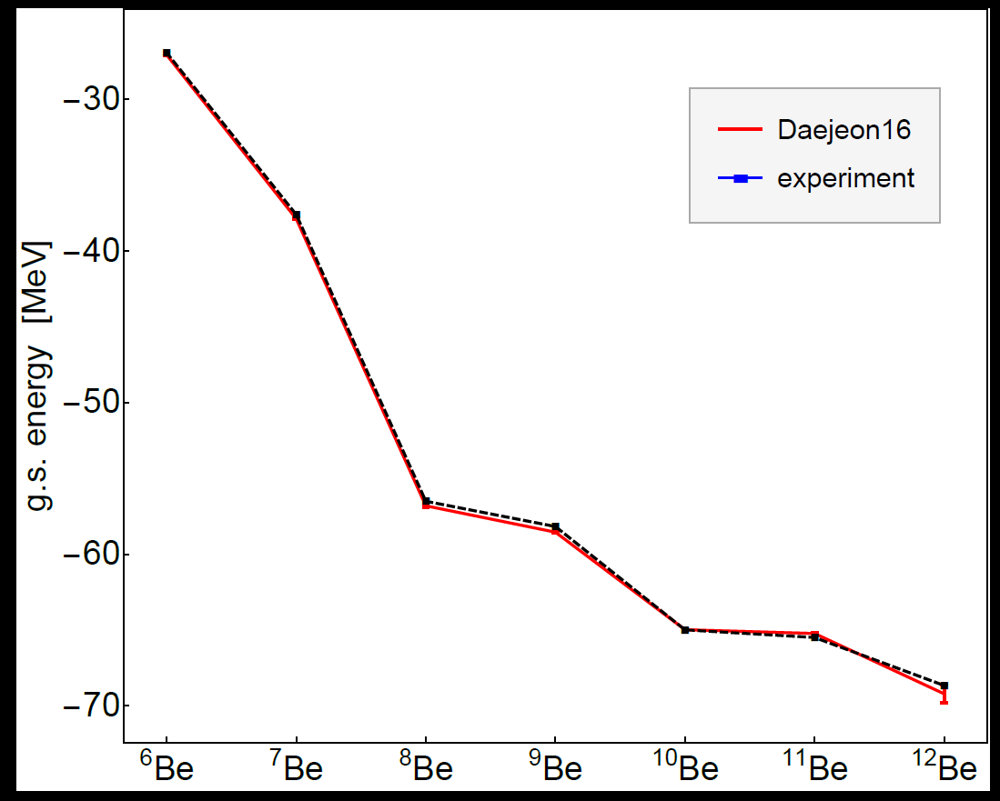 −30
−40
−50
−60
−70
g.s. energy [MeV]
Daejeon16
experiment
⁶Be ⁷Be ⁸Be ⁹Be ¹⁰Be ¹¹Be ¹²Be